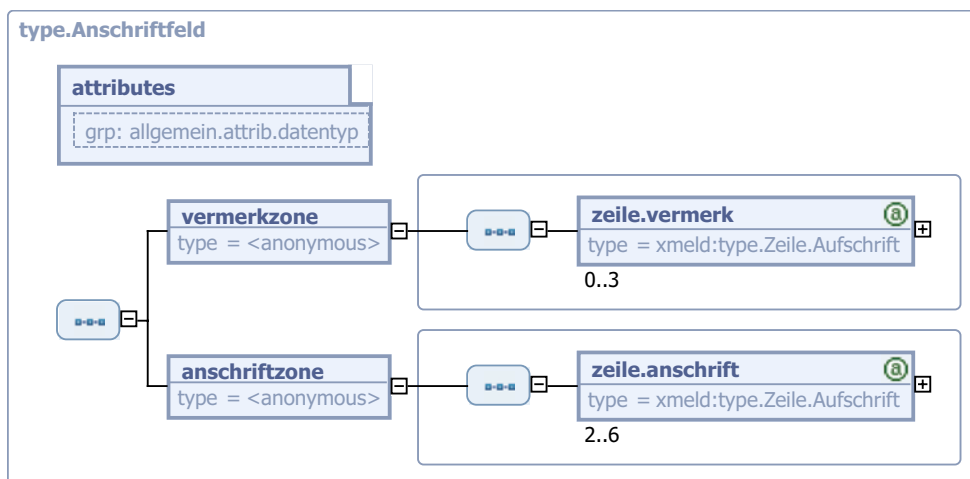 type.Anschriftfeld
attributes
grp: allgemein.attrib.datentyp
vermerkzone
type = <anonymous>
zeile.vermerk
type = xmeld:type.Zeile.Aufschrift
0..3
anschriftzone
type = <anonymous>
zeile.anschrift
type = xmeld:type.Zeile.Aufschrift
2..6